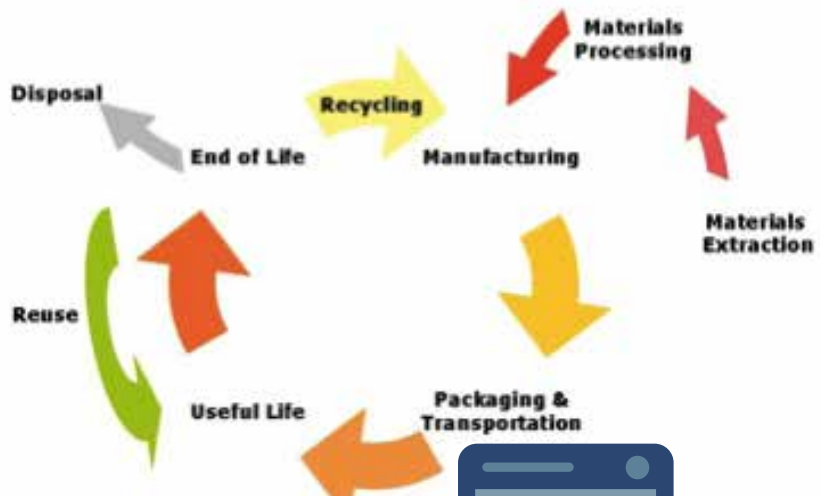 Materials
Processing
Disposal
Recycling
End of Life
Manufacturing
Materials
Extraction
Reuse
Useful Life
Packaging &
Transportation